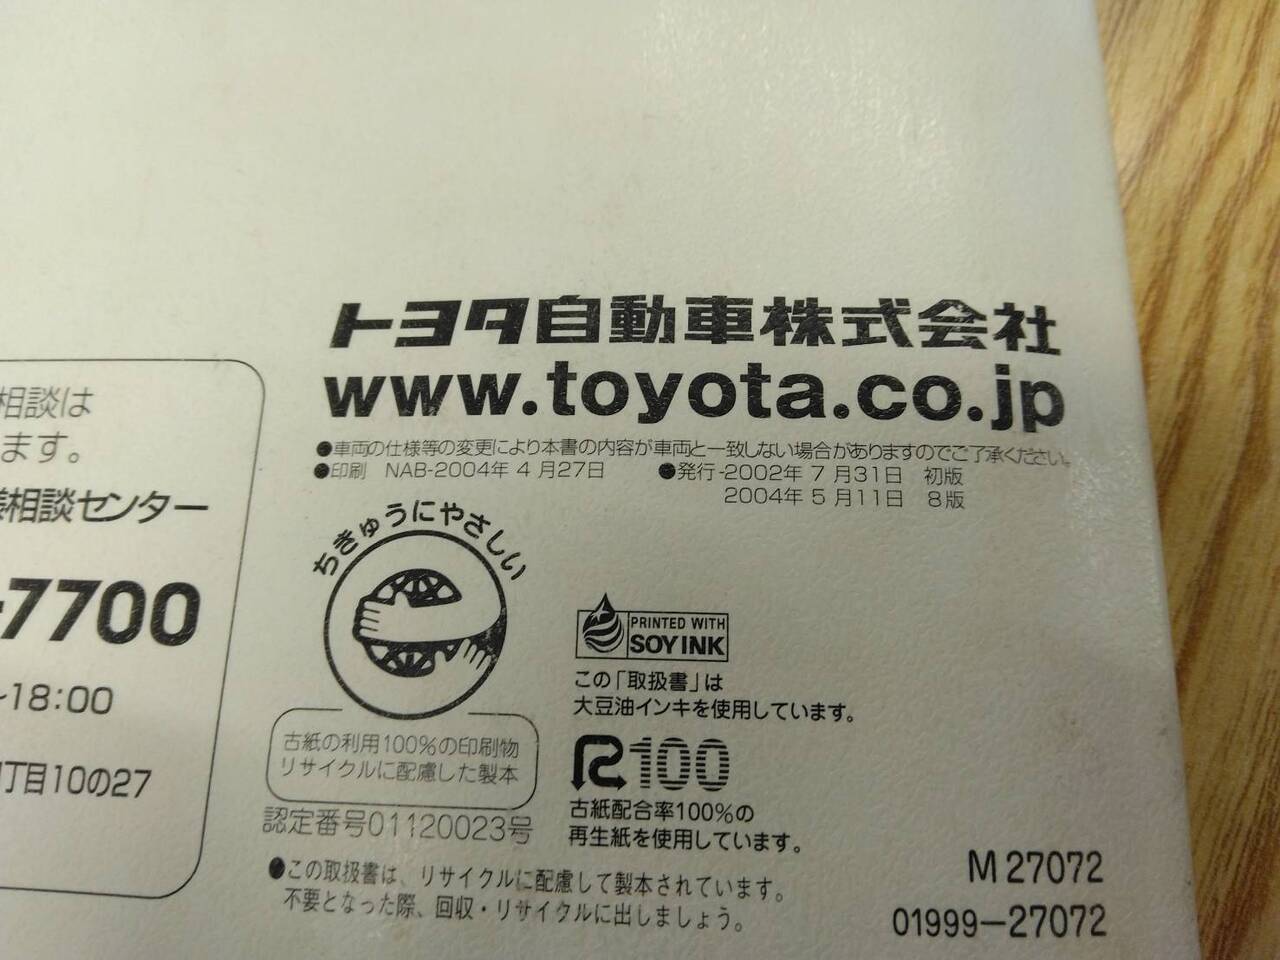 トヨタ自動車株式会社
www.toyota.co.jp
●車両の仕様等の変更により本書の内容が車両と一致しない場合がありますのでご了承ください。
●印刷 NAB-2004年 4月27日 ●発行-2002年 7月31日 初版
2004年 5月11日 8版
相談は
ます。
相談センター
-7700
~18:00
丁目10の27
ちきゅうにやさしい
古紙の利用100%の印刷物
リサイクルに配慮した製本
認定番号01120023号
PRINTED WITH
SOY INK
この「取扱書」は
大豆油インキを使用しています。
R100
古紙配合率100%の
再生紙を使用しています。
●この取扱書は、リサイクルに配慮して製本されています。
不要となった際、回収・リサイクルに出しましょう。
M 27072
01999-27072